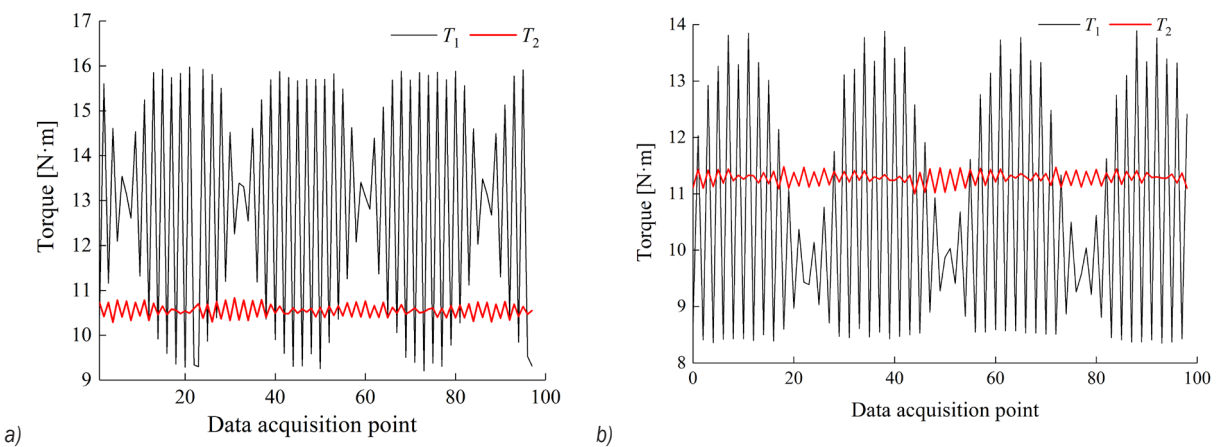 17
16
15
14
13
12
11
10
9
Torque [N·m]
T1 T2
20 40 60 80 100
Data acquisition point
a)
14
13
12
11
10
9
8
Torque [N·m]
T1 T2
0 20 40 60 80 100
Data acquisition point
b)